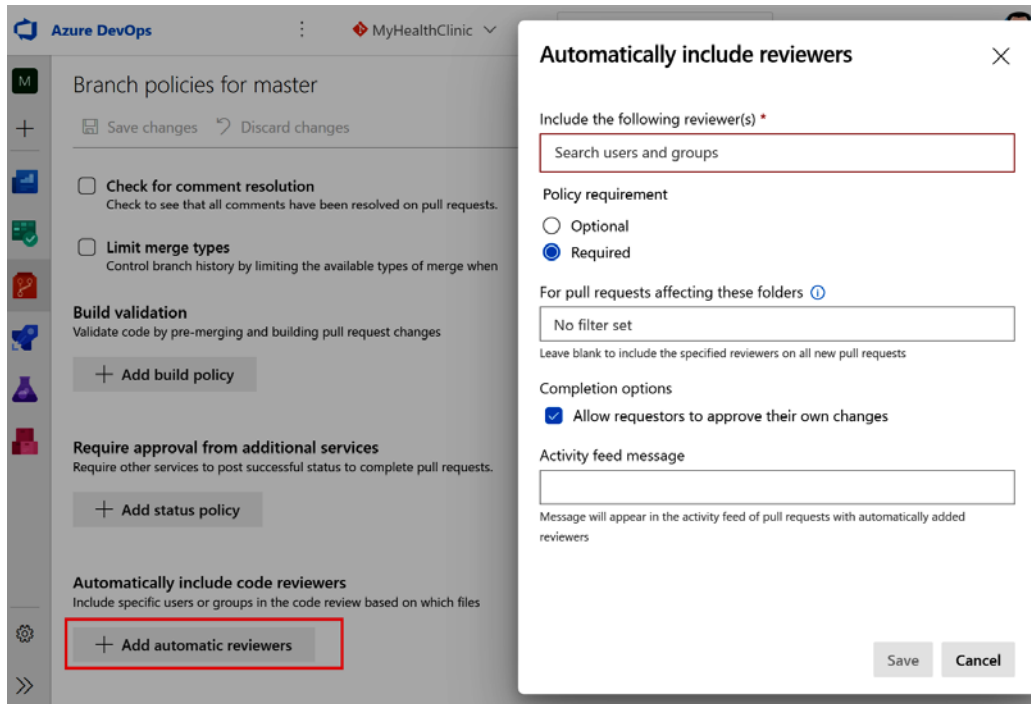 Azure DevOps
MyHealthClinic
M
Branch policies for master
Save changes
Discard changes
Check for comment resolution
Check to see that all comments have been resolved on pull requests.
Limit merge types
Control branch history by limiting the available types of merge when
Build validation
Validate code by pre-merging and building pull request changes
+ Add build policy
Require approval from additional services
Require other services to post successful status to complete pull requests.
+ Add status policy
Automatically include code reviewers
Include specific users or groups in the code review based on which files
+ Add automatic reviewers
Automatically include reviewers
Include the following reviewer(s) *
Search users and groups
Policy requirement
Optional
Required
For pull requests affecting these folders
No filter set
Leave blank to include the specified reviewers on all new pull requests
Completion options
Allow requestors to approve their own changes
Activity feed message
Message will appear in the activity feed of pull requests with automatically added
reviewers
Save
Cancel